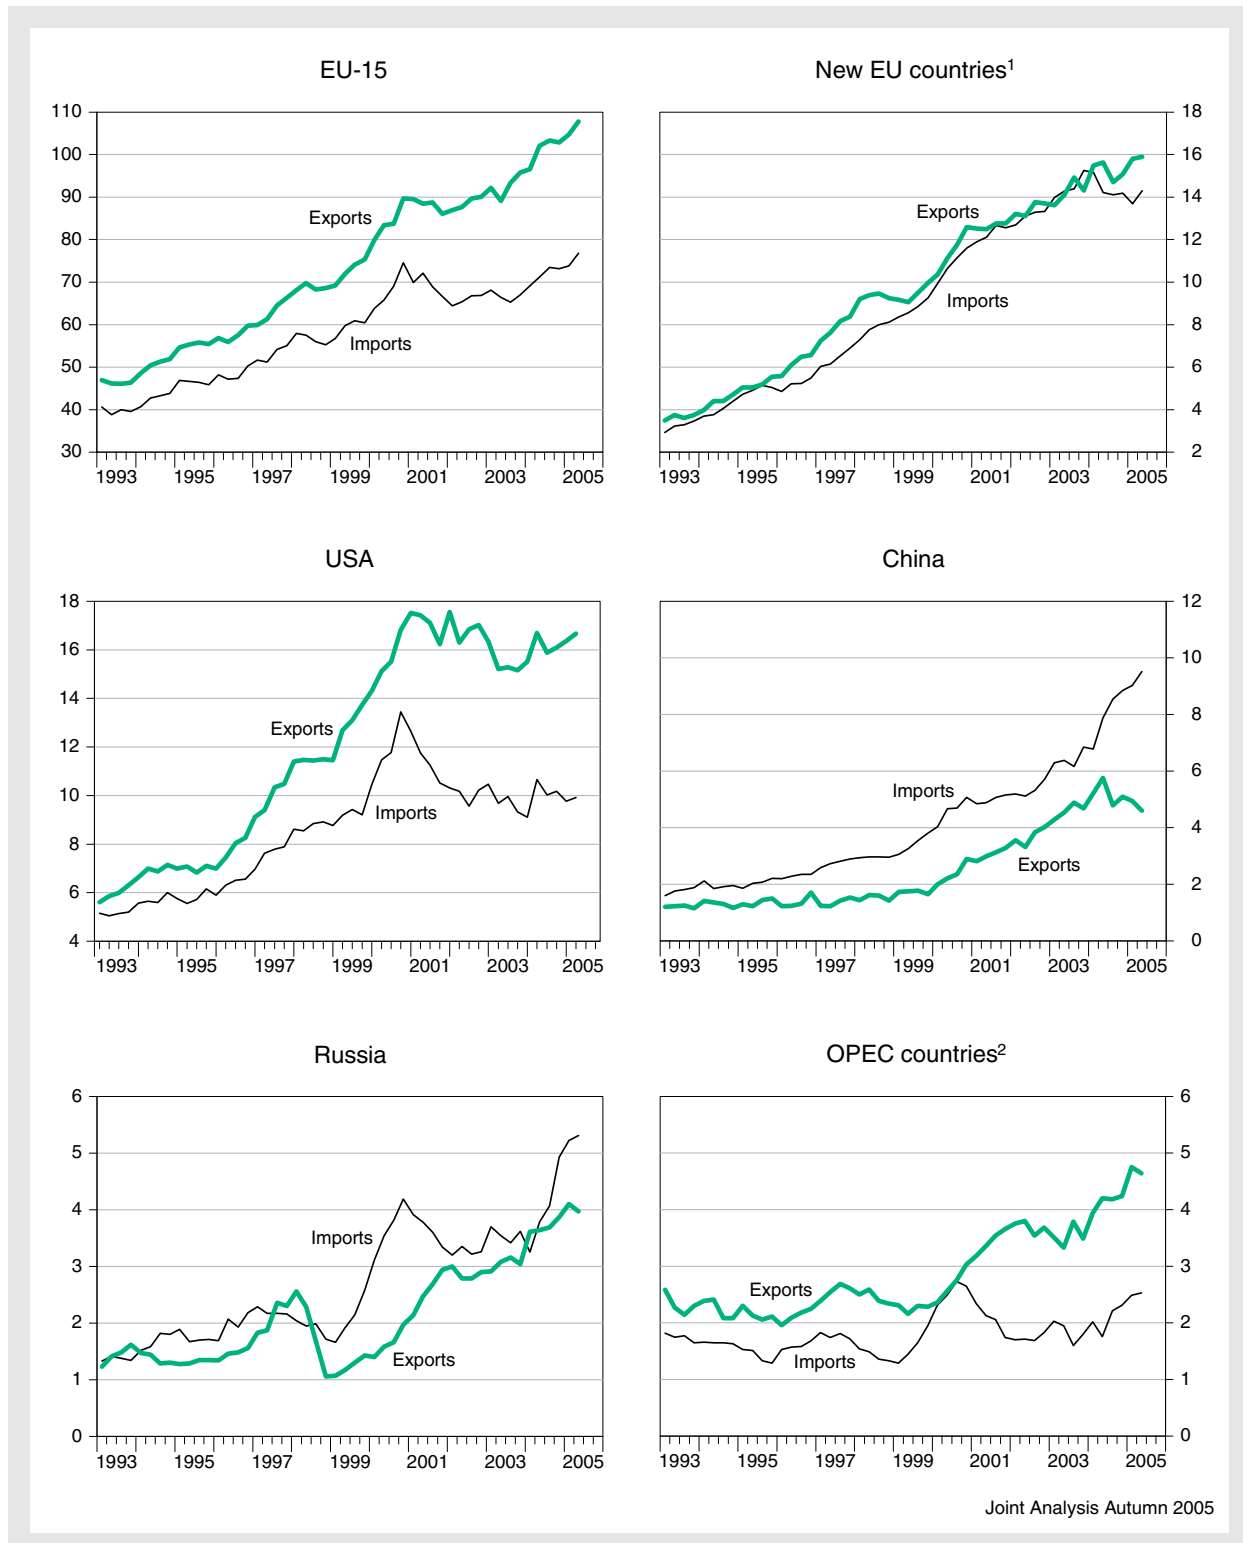 EU-15
110
100
90
80
70
60
50
40
30
Exports
Imports
1993 1995 1997 1999 2001 2003 2005
New EU countries¹
18
16
14
12
10
8
6
4
2
Exports
Imports
1993 1995 1997 1999 2001 2003 2005
USA
18
16
14
12
10
8
6
4
Exports
Imports
1993 1995 1997 1999 2001 2003 2005
China
12
10
8
6
4
2
0
Imports
Exports
1993 1995 1997 1999 2001 2003 2005
Russia
6
5
4
3
2
1
0
Imports
Exports
1993 1995 1997 1999 2001 2003 2005
OPEC countries²
6
5
4
3
2
1
0
Exports
Imports
1993 1995 1997 1999 2001 2003 2005
Joint Analysis Autumn 2005